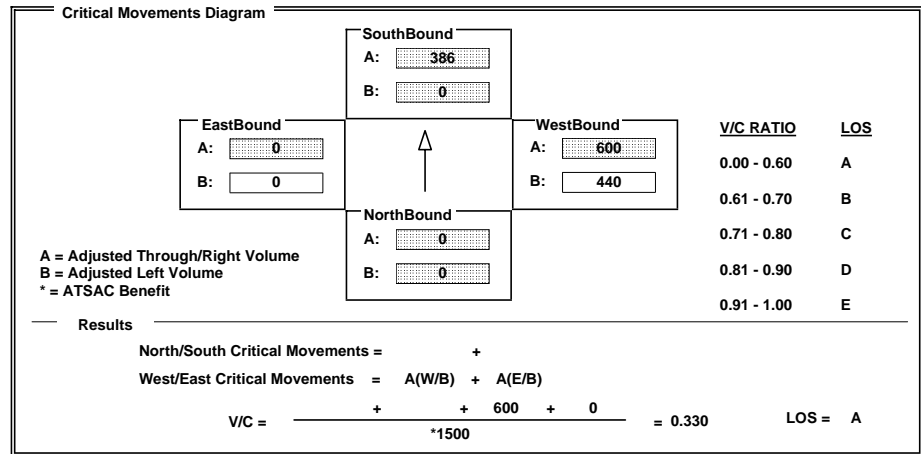 Critical Movements Diagram
SouthBound
A: 386
B: 0
EastBound
A: 0
B: 0
WestBound
A: 600
B: 440
NorthBound
A: 0
B: 0
V/C RATIO LOS
0.00 - 0.60 A
0.61 - 0.70 B
0.71 - 0.80 C
0.81 - 0.90 D
0.91 - 1.00 E
A = Adjusted Through/Right Volume
B = Adjusted Left Volume
* = ATSAC Benefit
Results
North/South Critical Movements = +
West/East Critical Movements = A(W/B) + A(E/B)
V/C = + + 600 + 0 = 0.330 LOS = A
*1500